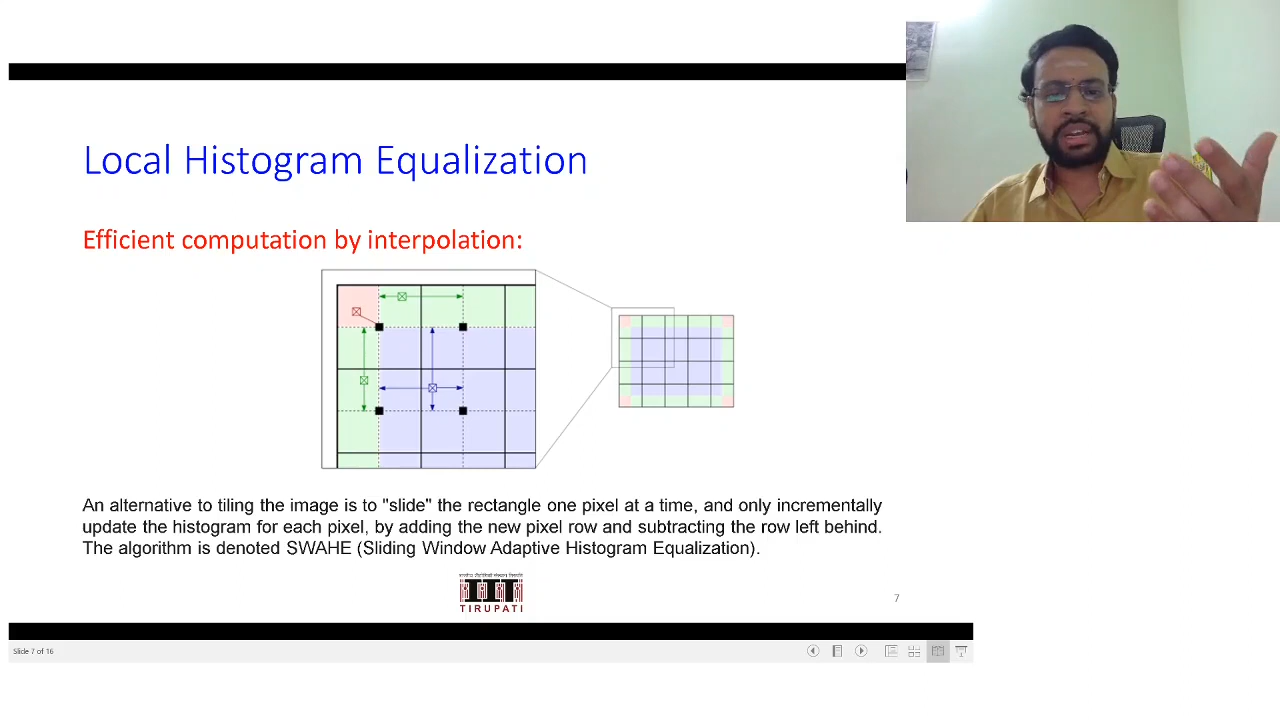 Local Histogram Equalization
Efficient computation by interpolation:
An alternative to tiling the image is to "slide" the rectangle one pixel at a time, and only incrementally
update the histogram for each pixel, by adding the new pixel row and subtracting the row left behind.
The algorithm is denoted SWAHE (Sliding Window Adaptive Histogram Equalization).
TIRUPATI
7
Slide 7 of 16